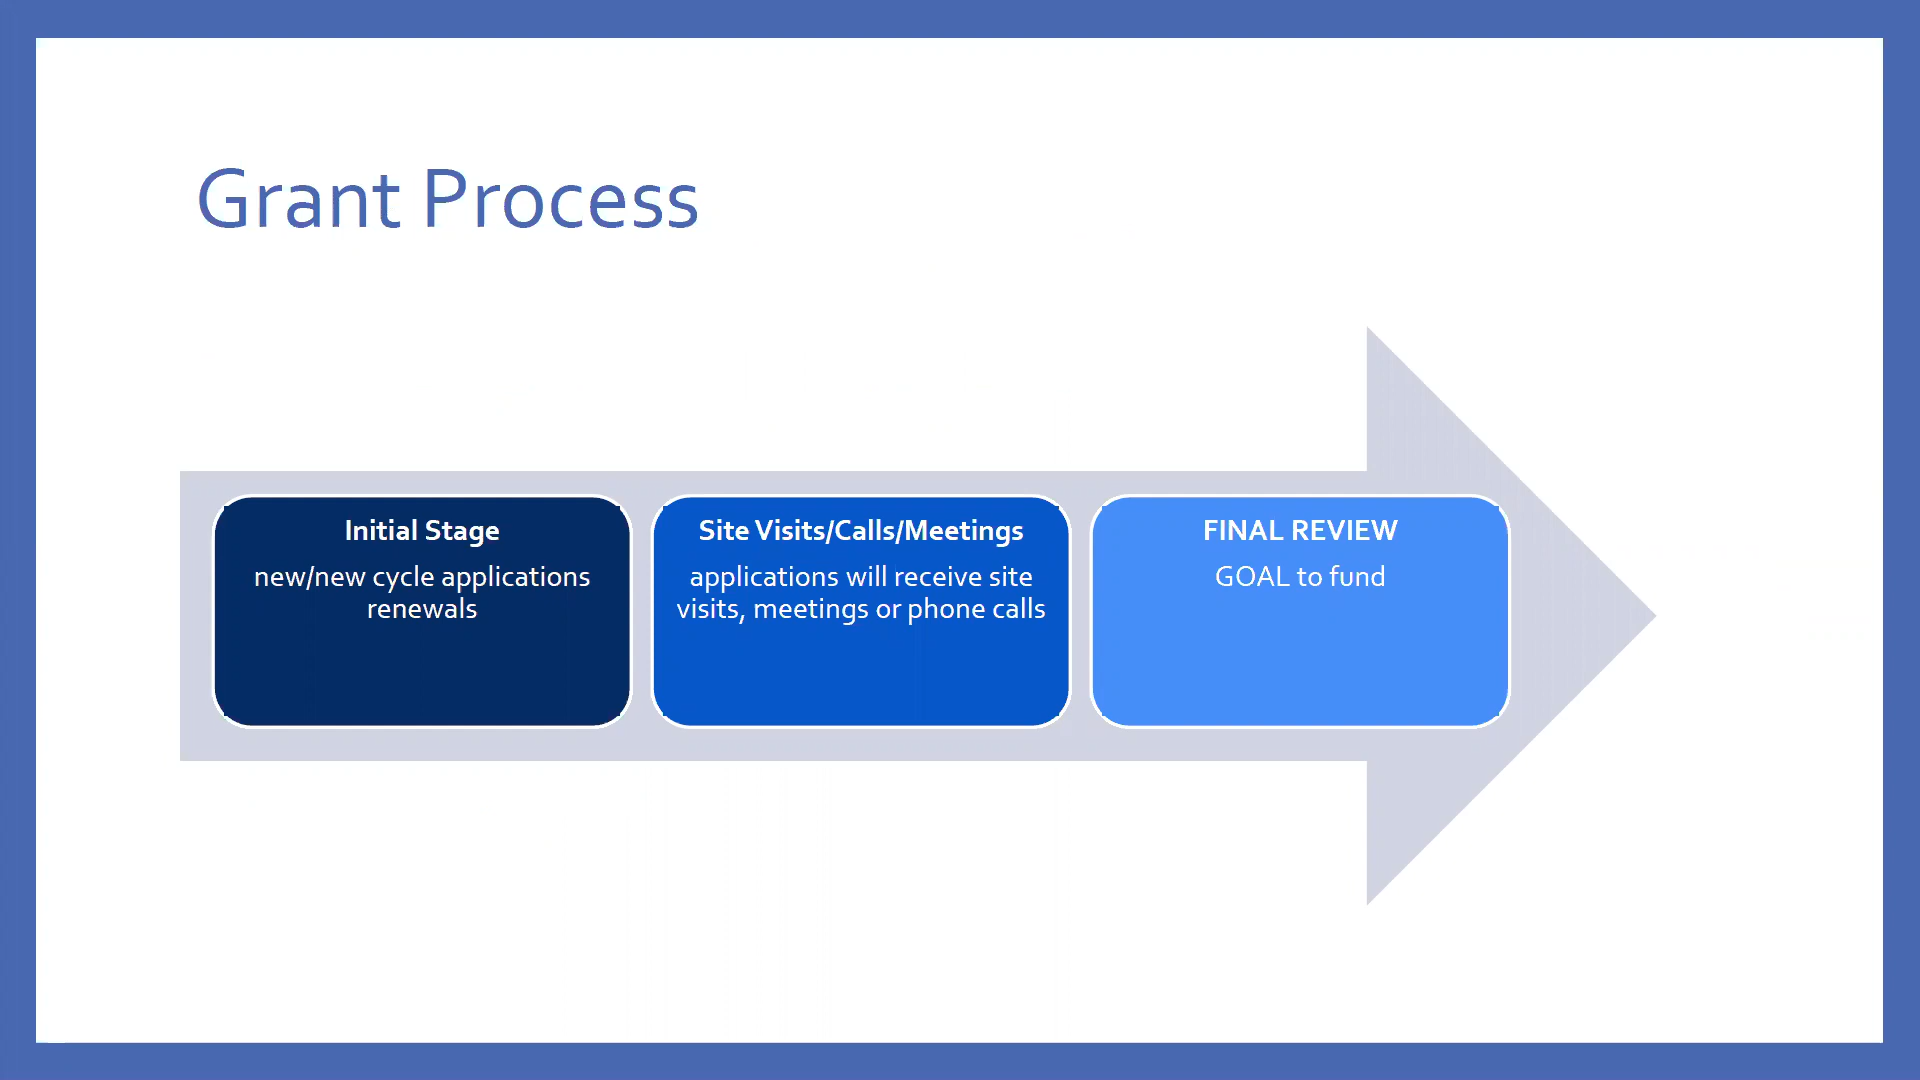 Grant Process
Initial Stage
new/new cycle applications
renewals
Site Visits/Calls/Meetings
applications will receive site
visits, meetings or phone calls
FINAL REVIEW
GOAL to fund